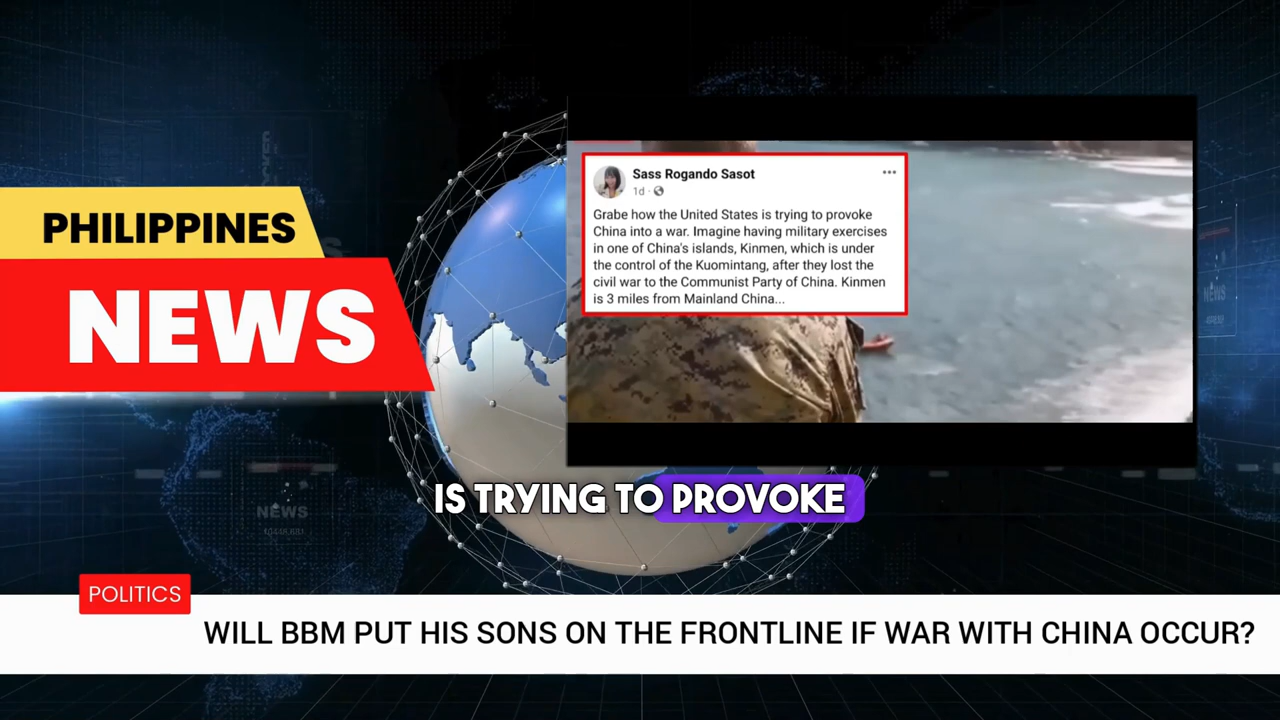 PHILIPPINES
NEWS
Sass Rogando Sasot
1d
Grabe how the United States is trying to provoke
China into a war. Imagine having military exercises
in one of China's islands, Kinmen, which is under
the control of the Kuomintang, after they lost the
civil war to the Communist Party of China. Kinmen
is 3 miles from Mainland China...
IS TRYING TO PROVOKE
NEWS
NEWS
POLITICS
WILL BBM PUT HIS SONS ON THE FRONTLINE IF WAR WITH CHINA OCCUR?